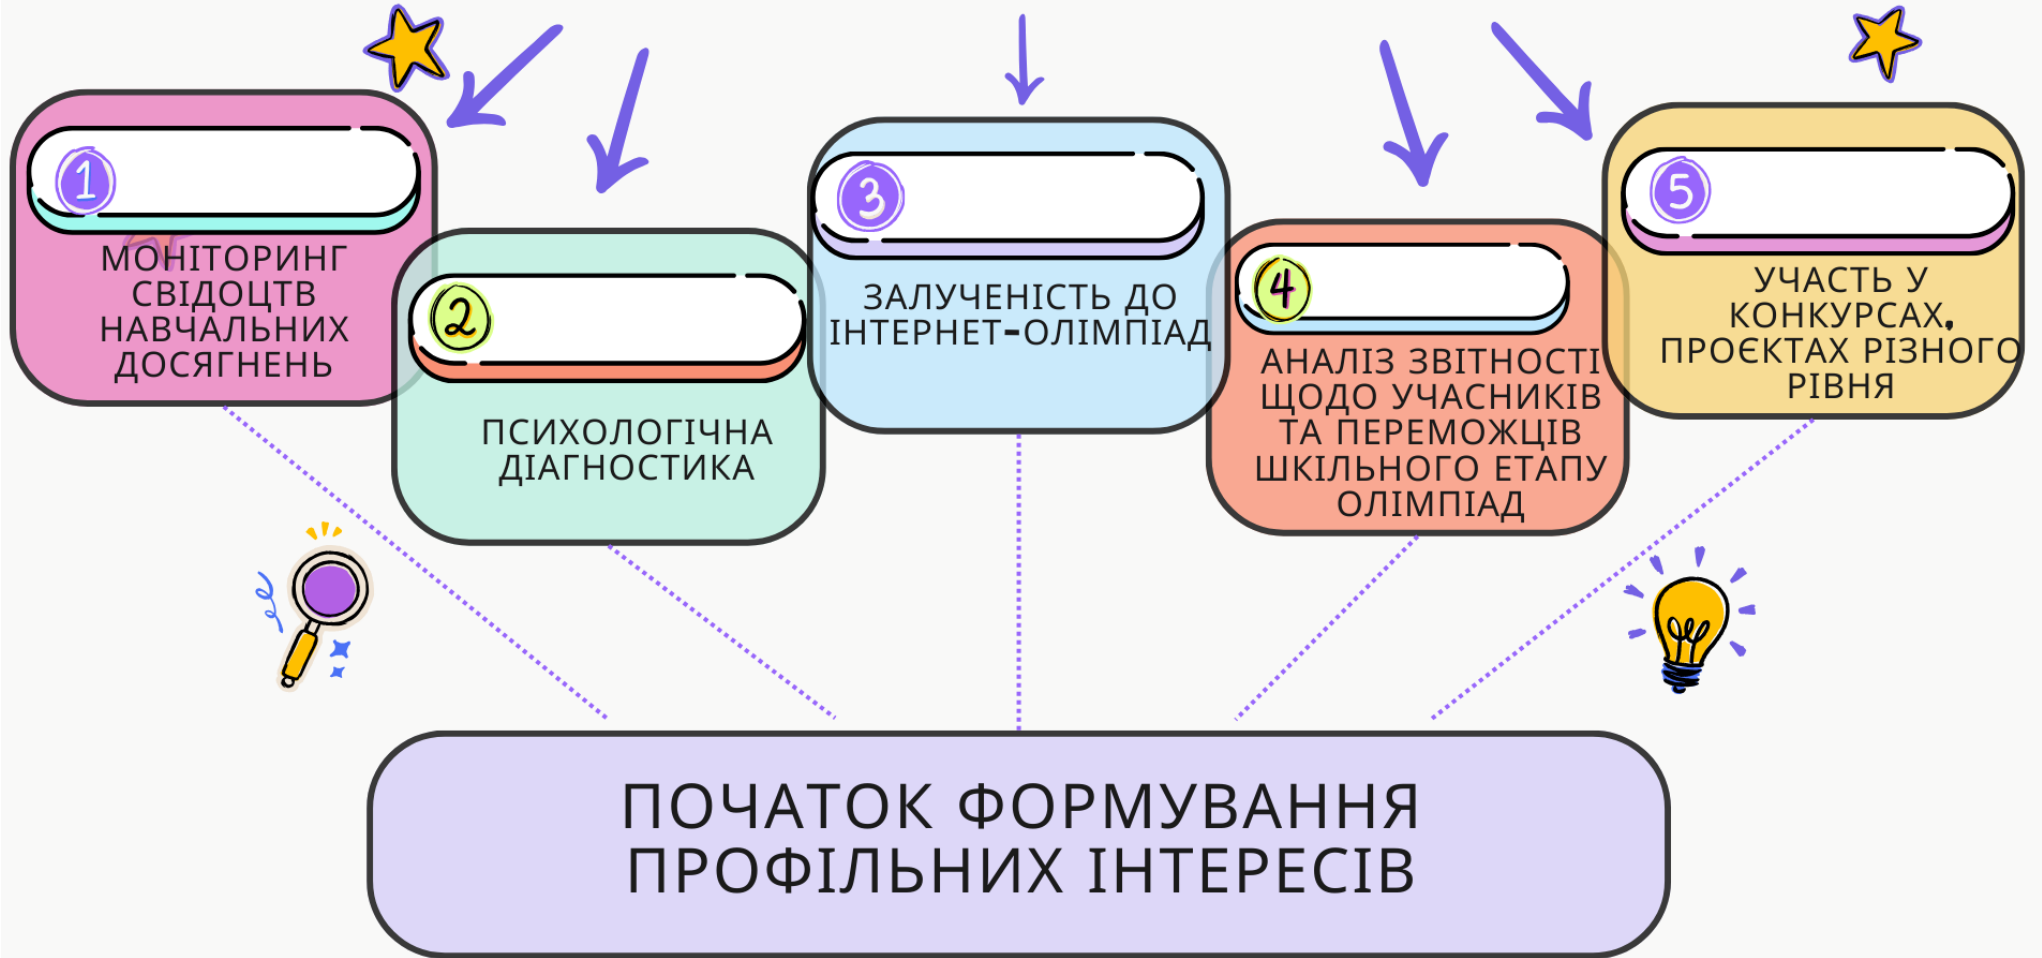 1
МОНІТОРИНГ
СВІДОЦТВ
НАВЧАЛЬНИХ
ДОСЯГНЕНЬ
2
ПСИХОЛОГІЧНА
ДІАГНОСТИКА
3
ЗАЛУЧЕНІСТЬ ДО
ІНТЕРНЕТ-ОЛІМПІАД
4
АНАЛІЗ ЗВІТНОСТІ
ЩОДО УЧАСНИКІВ
ТА ПЕРЕМОЖЦІВ
ШКІЛЬНОГО ЕТАПУ
ОЛІМПІАД
5
УЧАСТЬ У
КОНКУРСАХ,
ПРОЄКТАХ РІЗНОГО
РІВНЯ
ПОЧАТОК ФОРМУВАННЯ
ПРОФІЛЬНИХ ІНТЕРЕСІВ